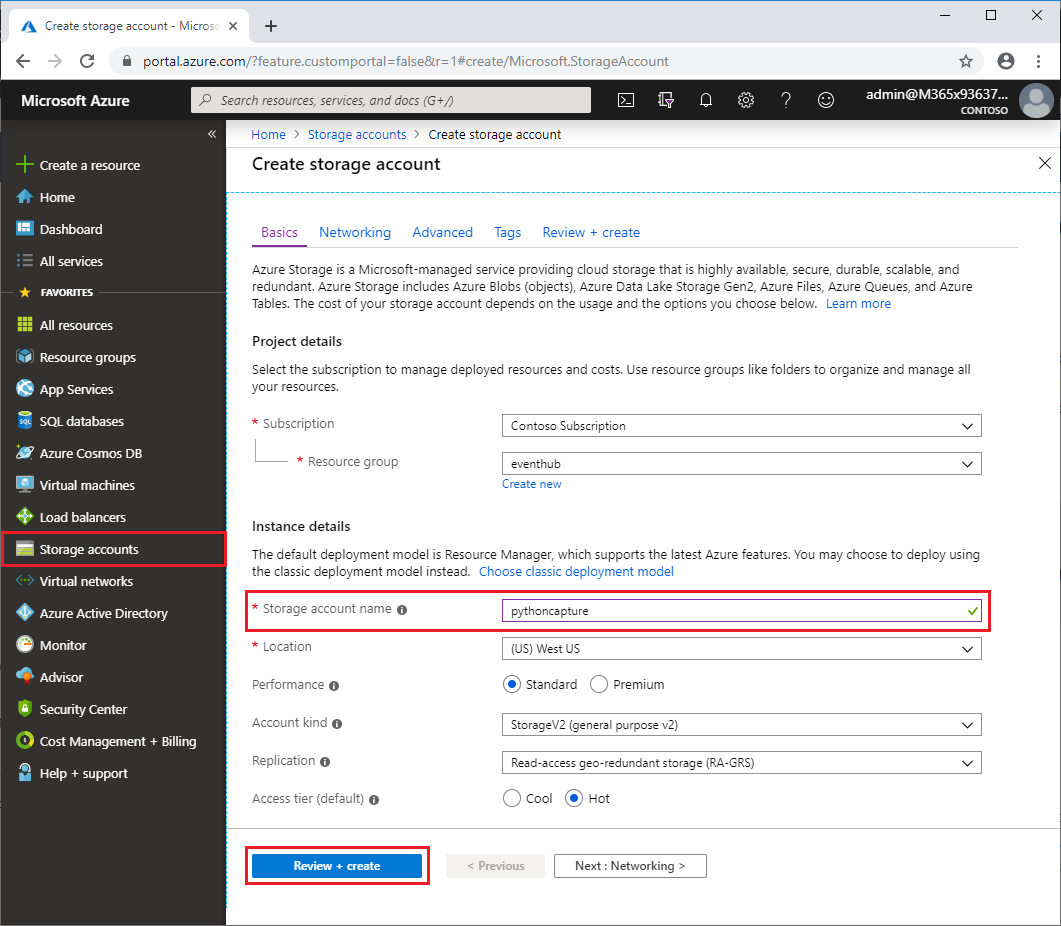 Create storage account - Microso
portal.azure.com/?feature.customportal=false&r=1#create/Microsoft.StorageAccount
Microsoft Azure
Search resources, services, and docs (G+/)
admin@M365x93637...
CONTOSO
Create a resource
Home
Dashboard
All services
FAVORITES
All resources
Resource groups
App Services
SQL databases
Azure Cosmos DB
Virtual machines
Load balancers
Storage accounts
Virtual networks
Azure Active Directory
Monitor
Advisor
Security Center
Cost Management + Billing
Help + support
Home > Storage accounts > Create storage account
Create storage account
Basics Networking Advanced Tags Review + create
Azure Storage is a Microsoft-managed service providing cloud storage that is highly available, secure, durable, scalable, and
redundant. Azure Storage includes Azure Blobs (objects), Azure Data Lake Storage Gen2, Azure Files, Azure Queues, and Azure
Tables. The cost of your storage account depends on the usage and the options you choose below. Learn more
Project details
Select the subscription to manage deployed resources and costs. Use resource groups like folders to organize and manage all
your resources.
* Subscription Contoso Subscription
* Resource group eventhub
Create new
Instance details
The default deployment model is Resource Manager, which supports the latest Azure features. You may choose to deploy using
the classic deployment model instead. Choose classic deployment model
* Storage account name pythoncapture
* Location (US) West US
Performance Standard Premium
Account kind StorageV2 (general purpose v2)
Replication Read-access geo-redundant storage (RA-GRS)
Access tier (default) Cool Hot
Review + create < Previous Next : Networking >